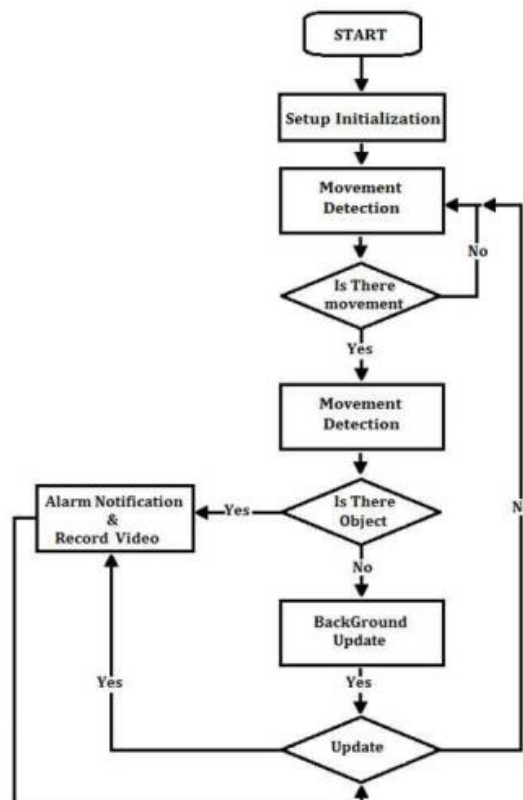 START
Setup Initialization
Movement
Detection
No
Is There
movement
Yes
Movement
Detection
Alarm Notification
&
Record Video
Yes
Is There
Object
N
No
BackGround
Update
Yes
Yes
Update